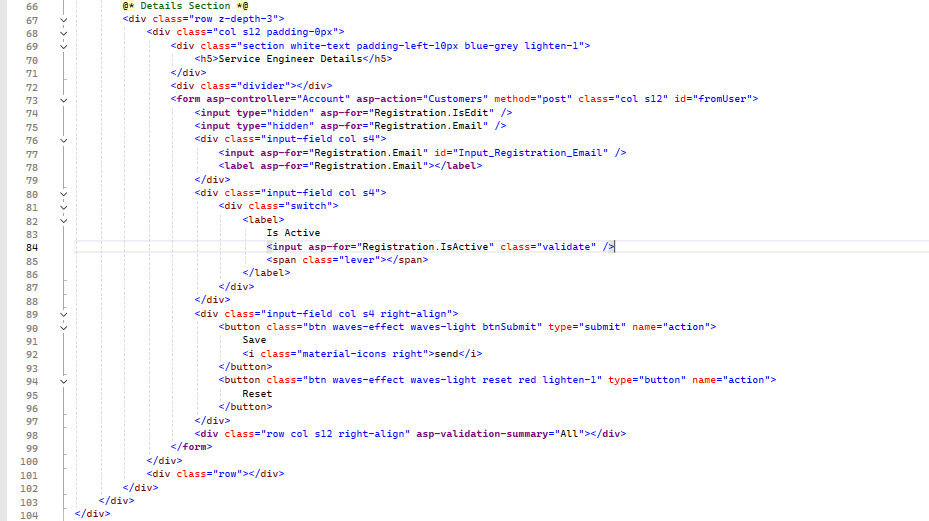 66 @* Details Section *@
67 <div class="row z-depth-3">
68 <div class="col s12 padding-0px">
69 <div class="section white-text padding-left-10px blue-grey lighten-1">
70 <h5>Service Engineer Details</h5>
71 </div>
72 <div class="divider"></div>
73 <form asp-controller="Account" asp-action="Customers" method="post" class="col s12" id="fromUser">
74 <input type="hidden" asp-for="Registration.IsEdit" />
75 <input type="hidden" asp-for="Registration.Email" />
76 <div class="input-field col s4">
77 <input asp-for="Registration.Email" id="Input_Registration_Email" />
78 <label asp-for="Registration.Email"></label>
79 </div>
80 <div class="input-field col s4">
81 <div class="switch">
82 <label>
83 Is Active
84 <input asp-for="Registration.IsActive" class="validate" />
85 <span class="lever"></span>
86 </label>
87 </div>
88 </div>
89 <div class="input-field col s4 right-align">
90 <button class="btn waves-effect waves-light btnSubmit" type="submit" name="action">
91 Save
92 <i class="material-icons right">send</i>
93 </button>
94 <button class="btn waves-effect waves-light reset red lighten-1" type="button" name="action">
95 Reset
96 </button>
97 </div>
98 <div class="row col s12 right-align" asp-validation-summary="All"></div>
99 </form>
100 </div>
101 <div class="row"></div>
102 </div>
103 </div>
104 </div>